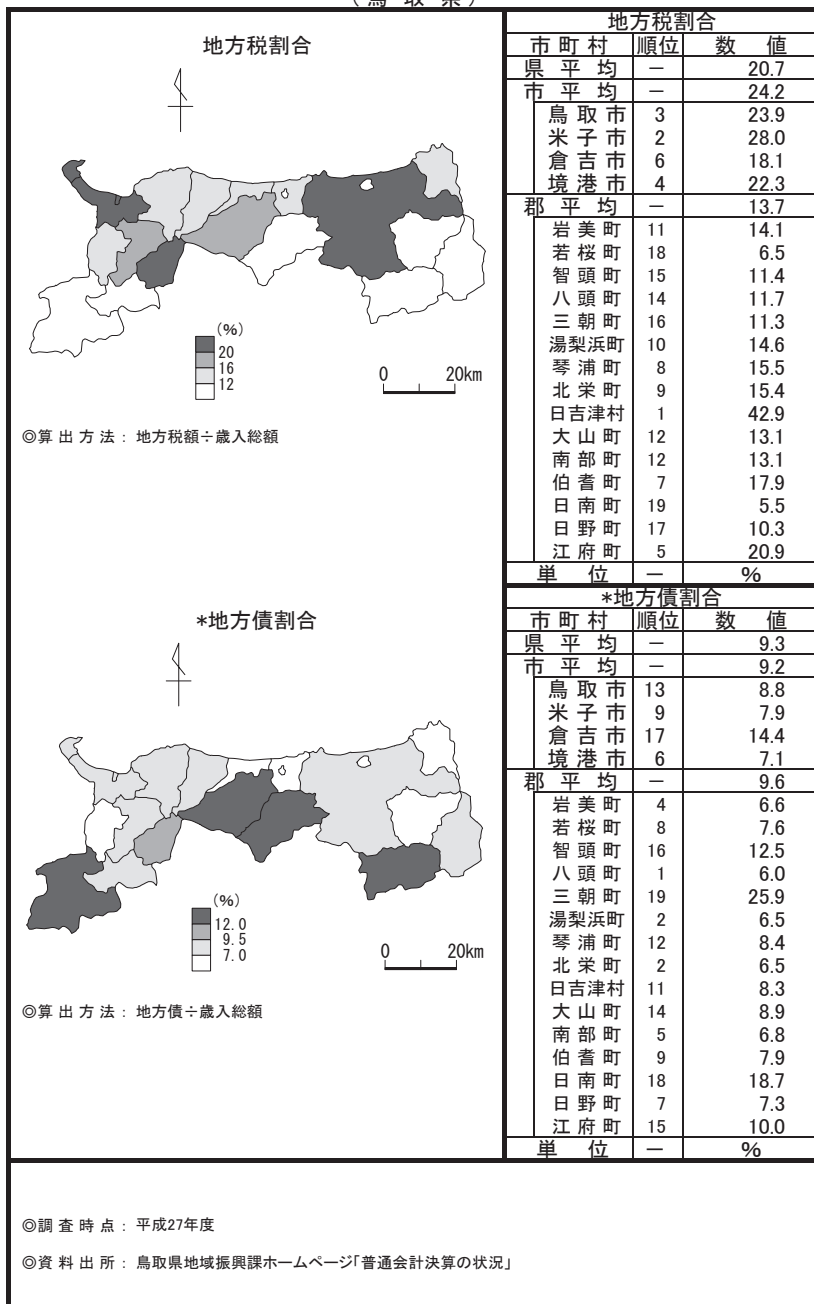 (鳥取県)
地方税割合
(%)
20
16
12
0 20km
◎算出方法：地方税額÷歳入総額
地方税割合
市町村 順位 数値
県平均 － 20.7
市平均 － 24.2
鳥取市 3 23.9
米子市 2 28.0
倉吉市 6 18.1
境港市 4 22.3
郡平均 － 13.7
岩美町 11 14.1
若桜町 18 6.5
智頭町 15 11.4
八頭町 14 11.7
三朝町 16 11.3
湯梨浜町 10 14.6
琴浦町 8 15.5
北栄町 9 15.4
日吉津村 1 42.9
大山町 12 13.1
南部町 12 13.1
伯耆町 7 17.9
日南町 19 5.5
日野町 17 10.3
江府町 5 20.9
単位 － %
*地方債割合
(%)
12.0
9.5
7.0
0 20km
◎算出方法：地方債÷歳入総額
*地方債割合
市町村 順位 数値
県平均 － 9.3
市平均 － 9.2
鳥取市 13 8.8
米子市 9 7.9
倉吉市 17 14.4
境港市 6 7.1
郡平均 － 9.6
岩美町 4 6.6
若桜町 8 7.6
智頭町 16 12.5
八頭町 1 6.0
三朝町 19 25.9
湯梨浜町 2 6.5
琴浦町 12 8.4
北栄町 2 6.5
日吉津村 11 8.3
大山町 14 8.9
南部町 5 6.8
伯耆町 9 7.9
日南町 18 18.7
日野町 7 7.3
江府町 15 10.0
単位 － %
◎調査時点：平成27年度
◎資料出所：鳥取県地域振興課ホームページ「普通会計決算の状況」